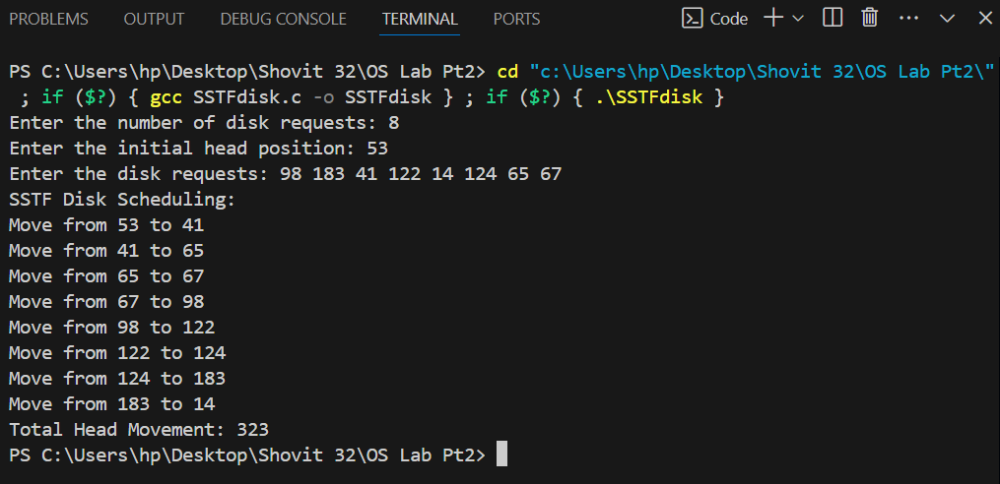 PROBLEMS OUTPUT DEBUG CONSOLE TERMINAL PORTS Code
PS C:\Users\hp\Desktop\Shovit 32\OS Lab Pt2> cd "c:\Users\hp\Desktop\Shovit 32\OS Lab Pt2\"
; if ($?) { gcc SSTFdisk.c -o SSTFdisk } ; if ($?) { .\SSTFdisk }
Enter the number of disk requests: 8
Enter the initial head position: 53
Enter the disk requests: 98 183 41 122 14 124 65 67
SSTF Disk Scheduling:
Move from 53 to 41
Move from 41 to 65
Move from 65 to 67
Move from 67 to 98
Move from 98 to 122
Move from 122 to 124
Move from 124 to 183
Move from 183 to 14
Total Head Movement: 323
PS C:\Users\hp\Desktop\Shovit 32\OS Lab Pt2>